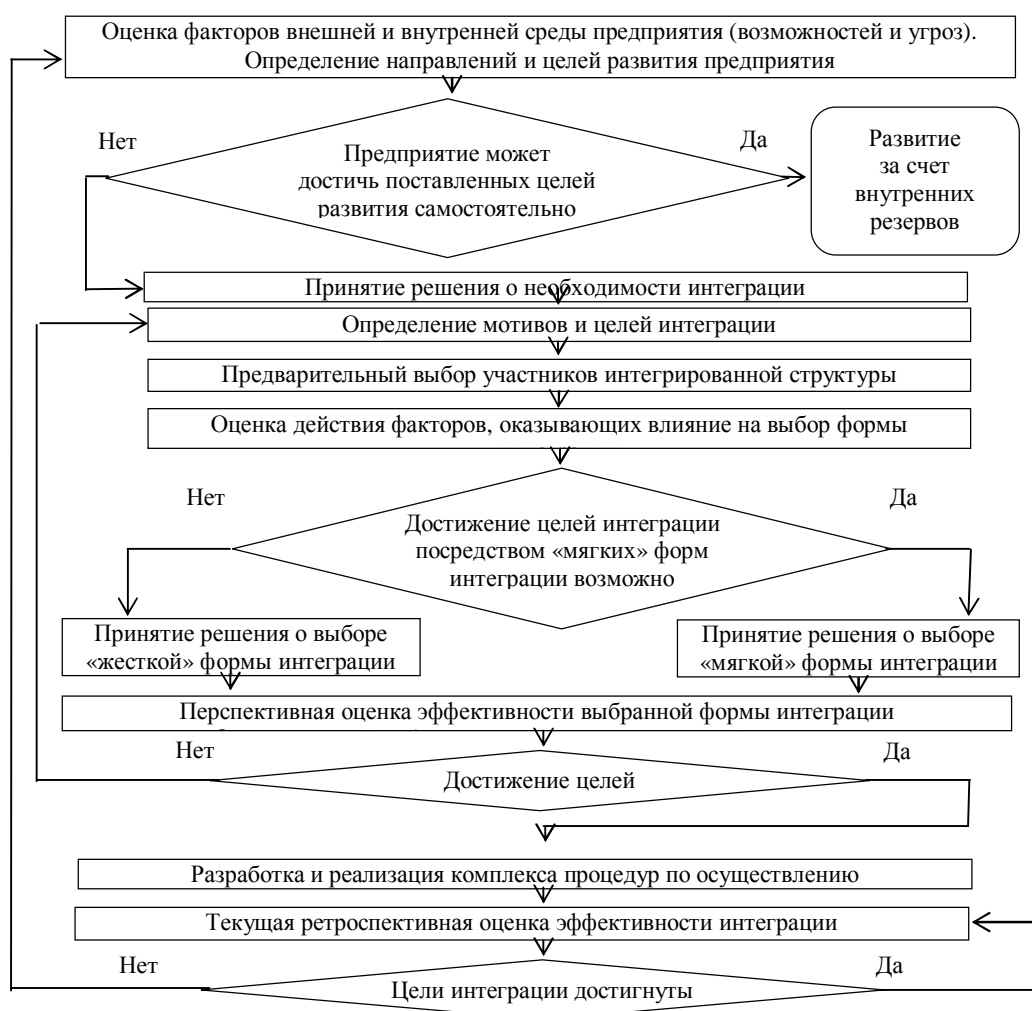 Оценка факторов внешней и внутренней среды предприятия (возможностей и угроз).
Определение направлений и целей развития предприятия
Нет
Да
Предприятие может
достичь поставленных целей
развития самостоятельно
Развитие
за счет
внутренних
резервов
Принятие решения о необходимости интеграции
Определение мотивов и целей интеграции
Предварительный выбор участников интегрированной структуры
Оценка действия факторов, оказывающих влияние на выбор формы
Нет
Да
Достижение целей интеграции
посредством «мягких» форм
интеграции возможно
Принятие решения о выборе
«жесткой» формы интеграции
Принятие решения о выборе
«мягкой» формы интеграции
Перспективная оценка эффективности выбранной формы интеграции
Нет
Да
Достижение целей
Разработка и реализация комплекса процедур по осуществлению
Текущая ретроспективная оценка эффективности интеграции
Нет
Да
Цели интеграции достигнуты